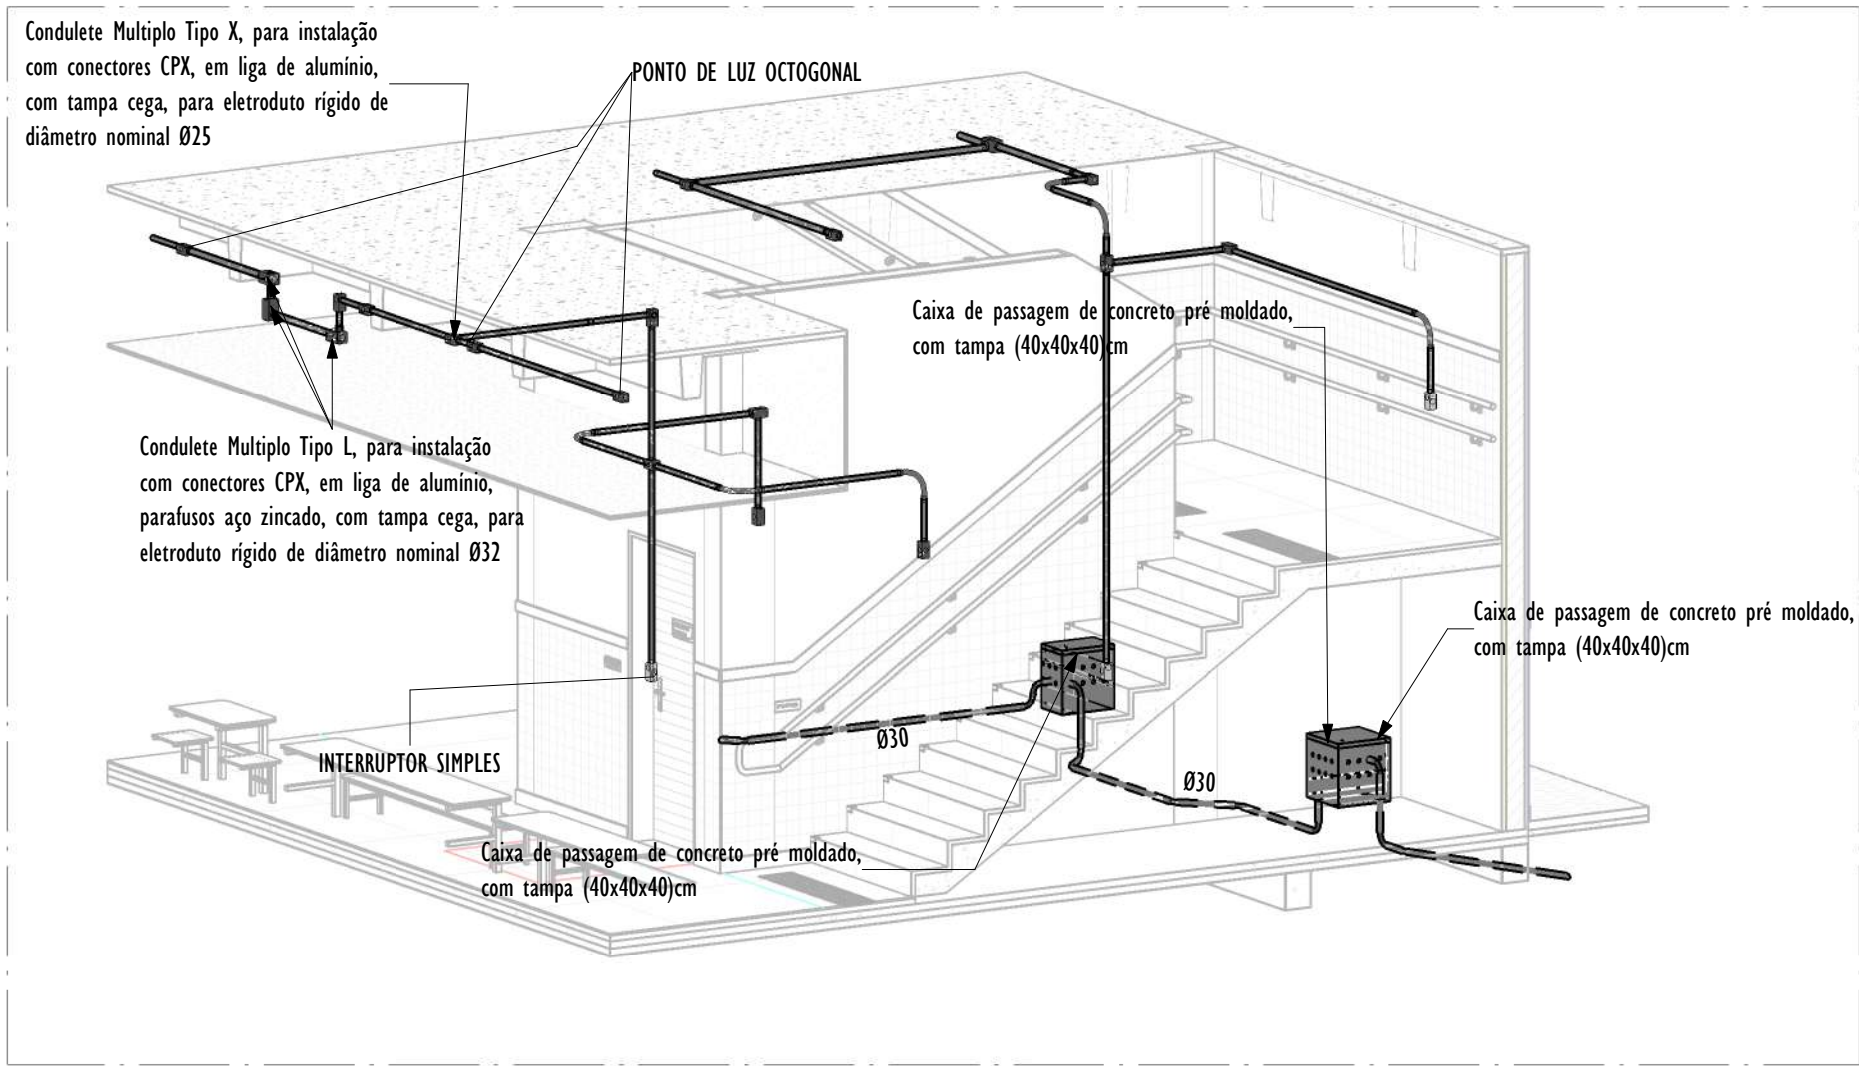 Condulete Multiplo Tipo X, para instalação
com conectores CPX, em liga de alumínio,
com tampa cega, para eletroduto rígido de
diâmetro nominal Ø25
PONTO DE LUZ OCTOGONAL
Caixa de passagem de concreto pré moldado,
com tampa (40x40x40)cm
Condulete Multiplo Tipo L, para instalação
com conectores CPX, em liga de alumínio,
parafusos aço zincado, com tampa cega, para
eletroduto rígido de diâmetro nominal Ø32
Caixa de passagem de concreto pré moldado,
com tampa (40x40x40)cm
INTERRUPTOR SIMPLES
Ø30
Ø30
Caixa de passagem de concreto pré moldado,
com tampa (40x40x40)cm